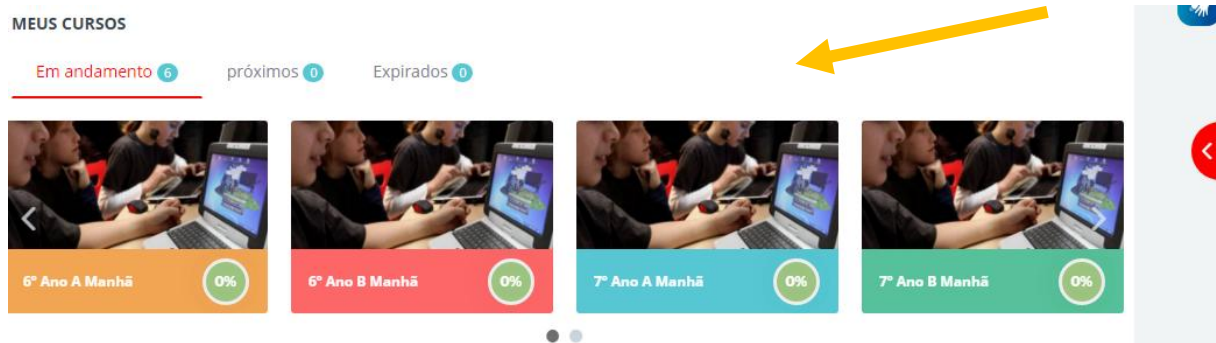 MEUS CURSOS
Em andamento 6 próximos 0 Expirados 0
6º Ano A Manhã 0% 6º Ano B Manhã 0% 7º Ano A Manhã 0% 7º Ano B Manhã 0%